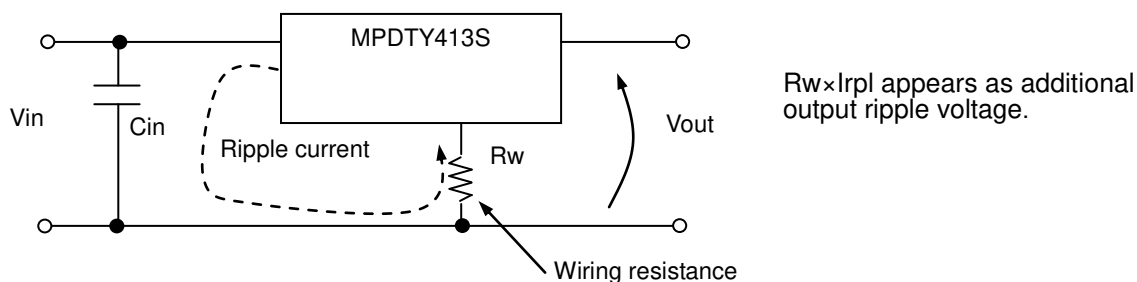 MPDTY413S
Rw×Irpl appears as additional
output ripple voltage.
Vin
Cin
Vout
Ripple current
Rw
Wiring resistance